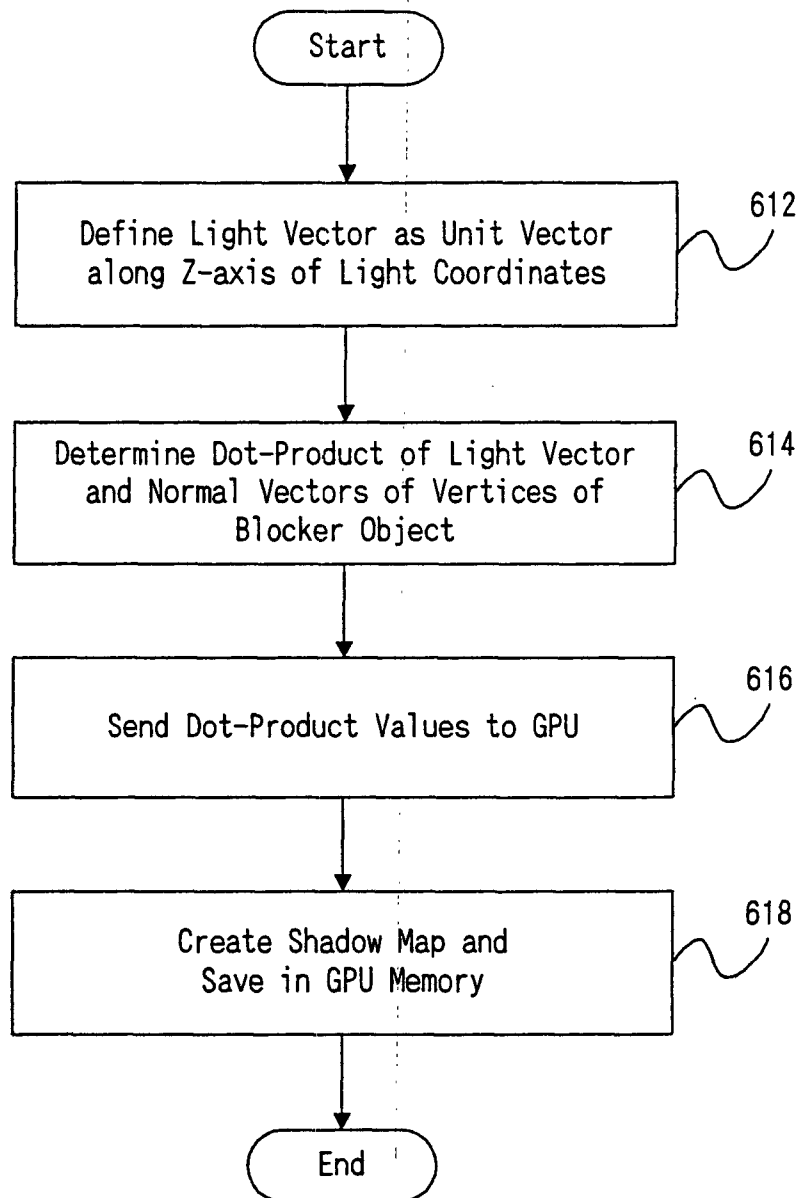 Start
612
Define Light Vector as Unit Vector
along Z-axis of Light Coordinates
614
Determine Dot-Product of Light Vector
and Normal Vectors of Vertices of
Blocker Object
616
Send Dot-Product Values to GPU
618
Create Shadow Map and
Save in GPU Memory
End